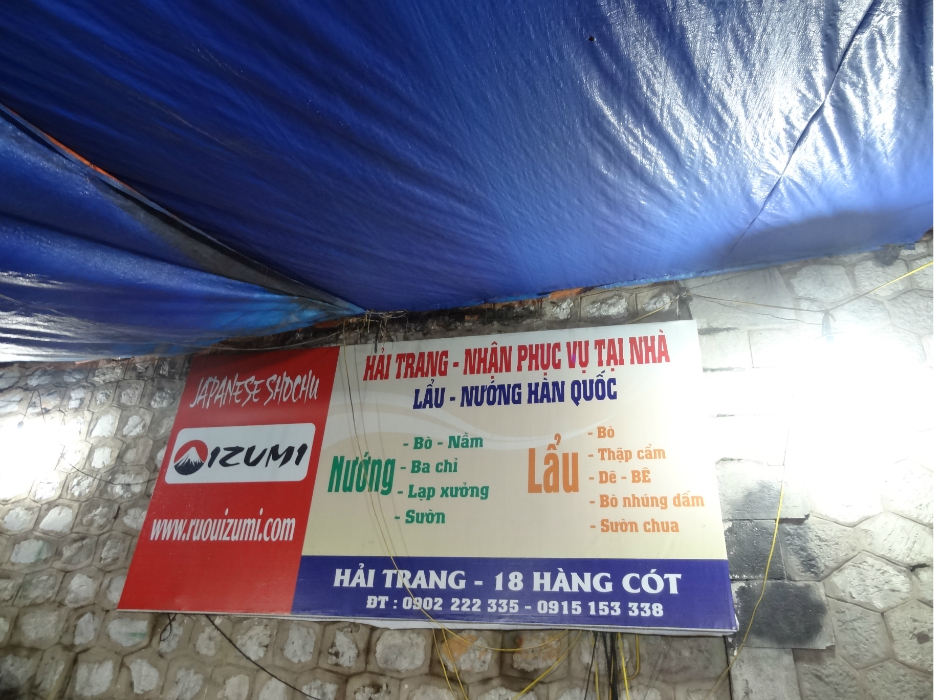 JAPANESE SHOCHU
IZUMI
www.ruouizumi.com
HẢI TRANG - NHẬN PHỤC VỤ TẠI NHÀ
LẨU - NƯỚNG HÀN QUỐC
Nướng
- Bò - Nầm
- Ba chỉ
- Lạp xưởng
- Sườn
Lẩu
- Bò
- Thập cẩm
- Dê - BÊ
- Bò nhúng dấm
- Sườn chua
HẢI TRANG - 18 HÀNG CÓT
ĐT : 0902 222 335 - 0915 153 338